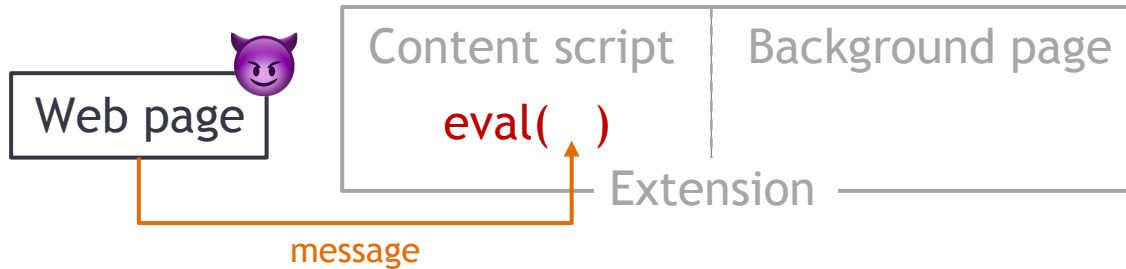 Content script
Background page
Web page
eval( )
Extension
message